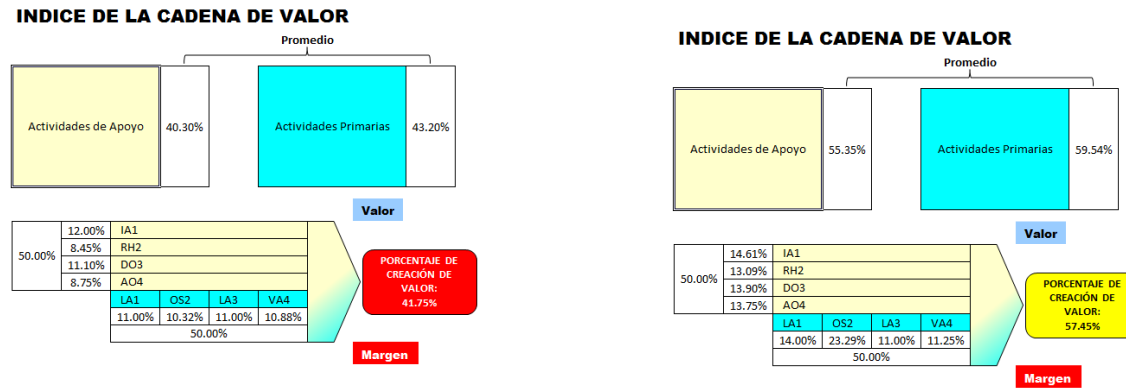 INDICE DE LA CADENA DE VALOR
Promedio
Actividades de Apoyo 40.30% Actividades Primarias 43.20%
Valor
50.00%
12.00% IA1
8.45% RH2
11.10% DO3
8.75% AO4
LA1 OS2 LA3 VA4
11.00% 10.32% 11.00% 10.88%
50.00%
PORCENTAJE DE
CREACIÓN DE
VALOR:
41.75%
Margen
INDICE DE LA CADENA DE VALOR
Promedio
Actividades de Apoyo 55.35% Actividades Primarias 59.54%
Valor
50.00%
14.61% IA1
13.09% RH2
13.90% DO3
13.75% AO4
LA1 OS2 LA3 VA4
14.00% 23.29% 11.00% 11.25%
50.00%
PORCENTAJE DE
CREACIÓN DE
VALOR:
57.45%
Margen